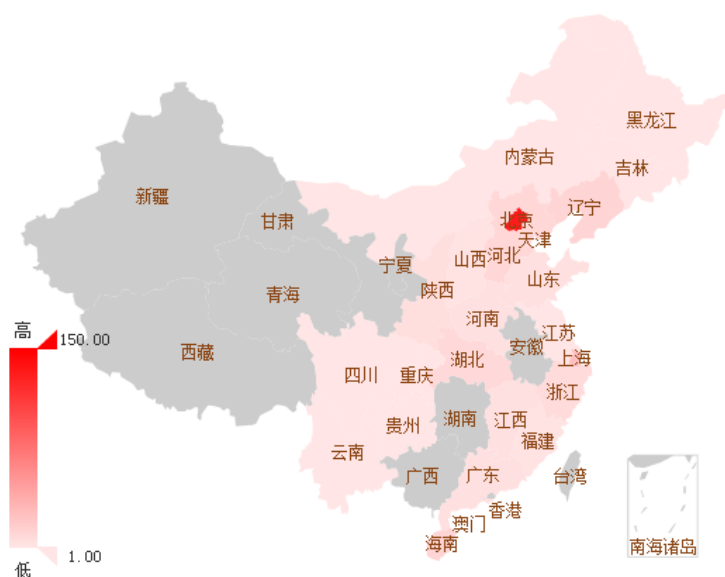 黑龙江
内蒙古
吉林
新疆
辽宁
甘肃
北京
天津
河北
山西
宁夏
山东
陕西
青海
河南
江苏
高
150.00
安徽
西藏
上海
湖北
四川
重庆
浙江
湖南
江西
贵州
福建
云南
广西
广东
台湾
香港
澳门
海南
南海诸岛
1.00
低